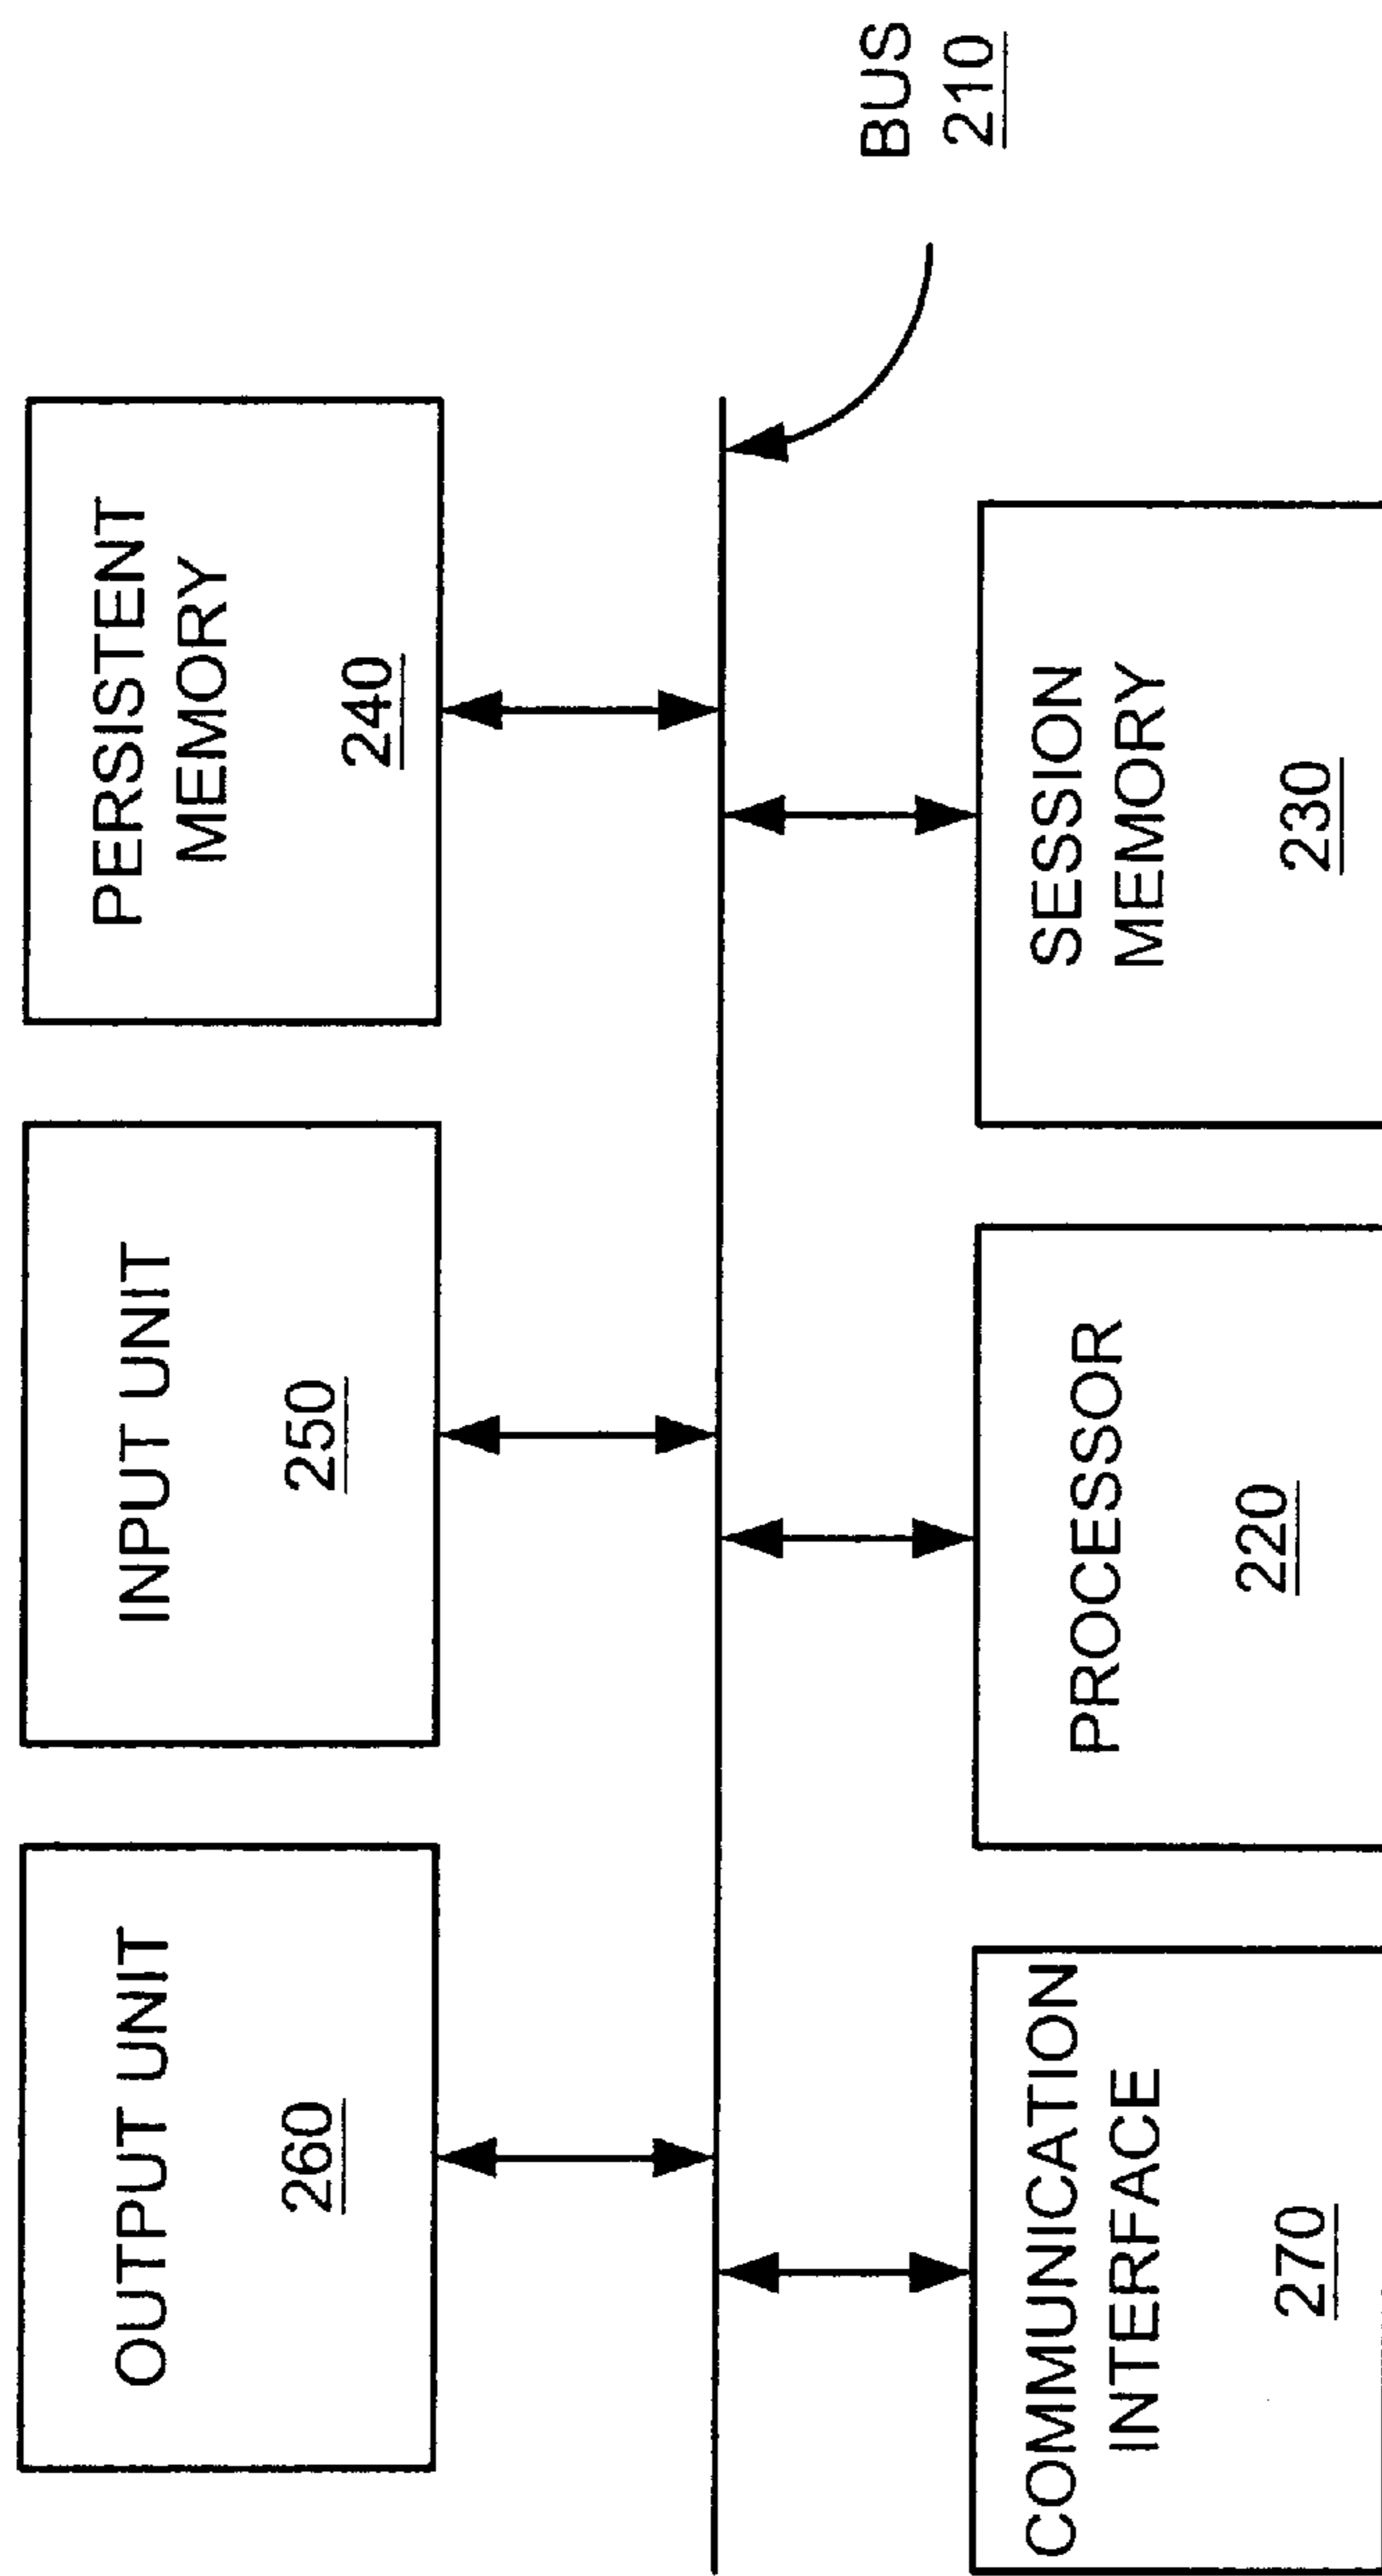 OUTPUT UNIT
260
INPUT UNIT
250
PERSISTENT
MEMORY
240
BUS
210
COMMUNICATION
INTERFACE
270
PROCESSOR
220
SESSION
MEMORY
230